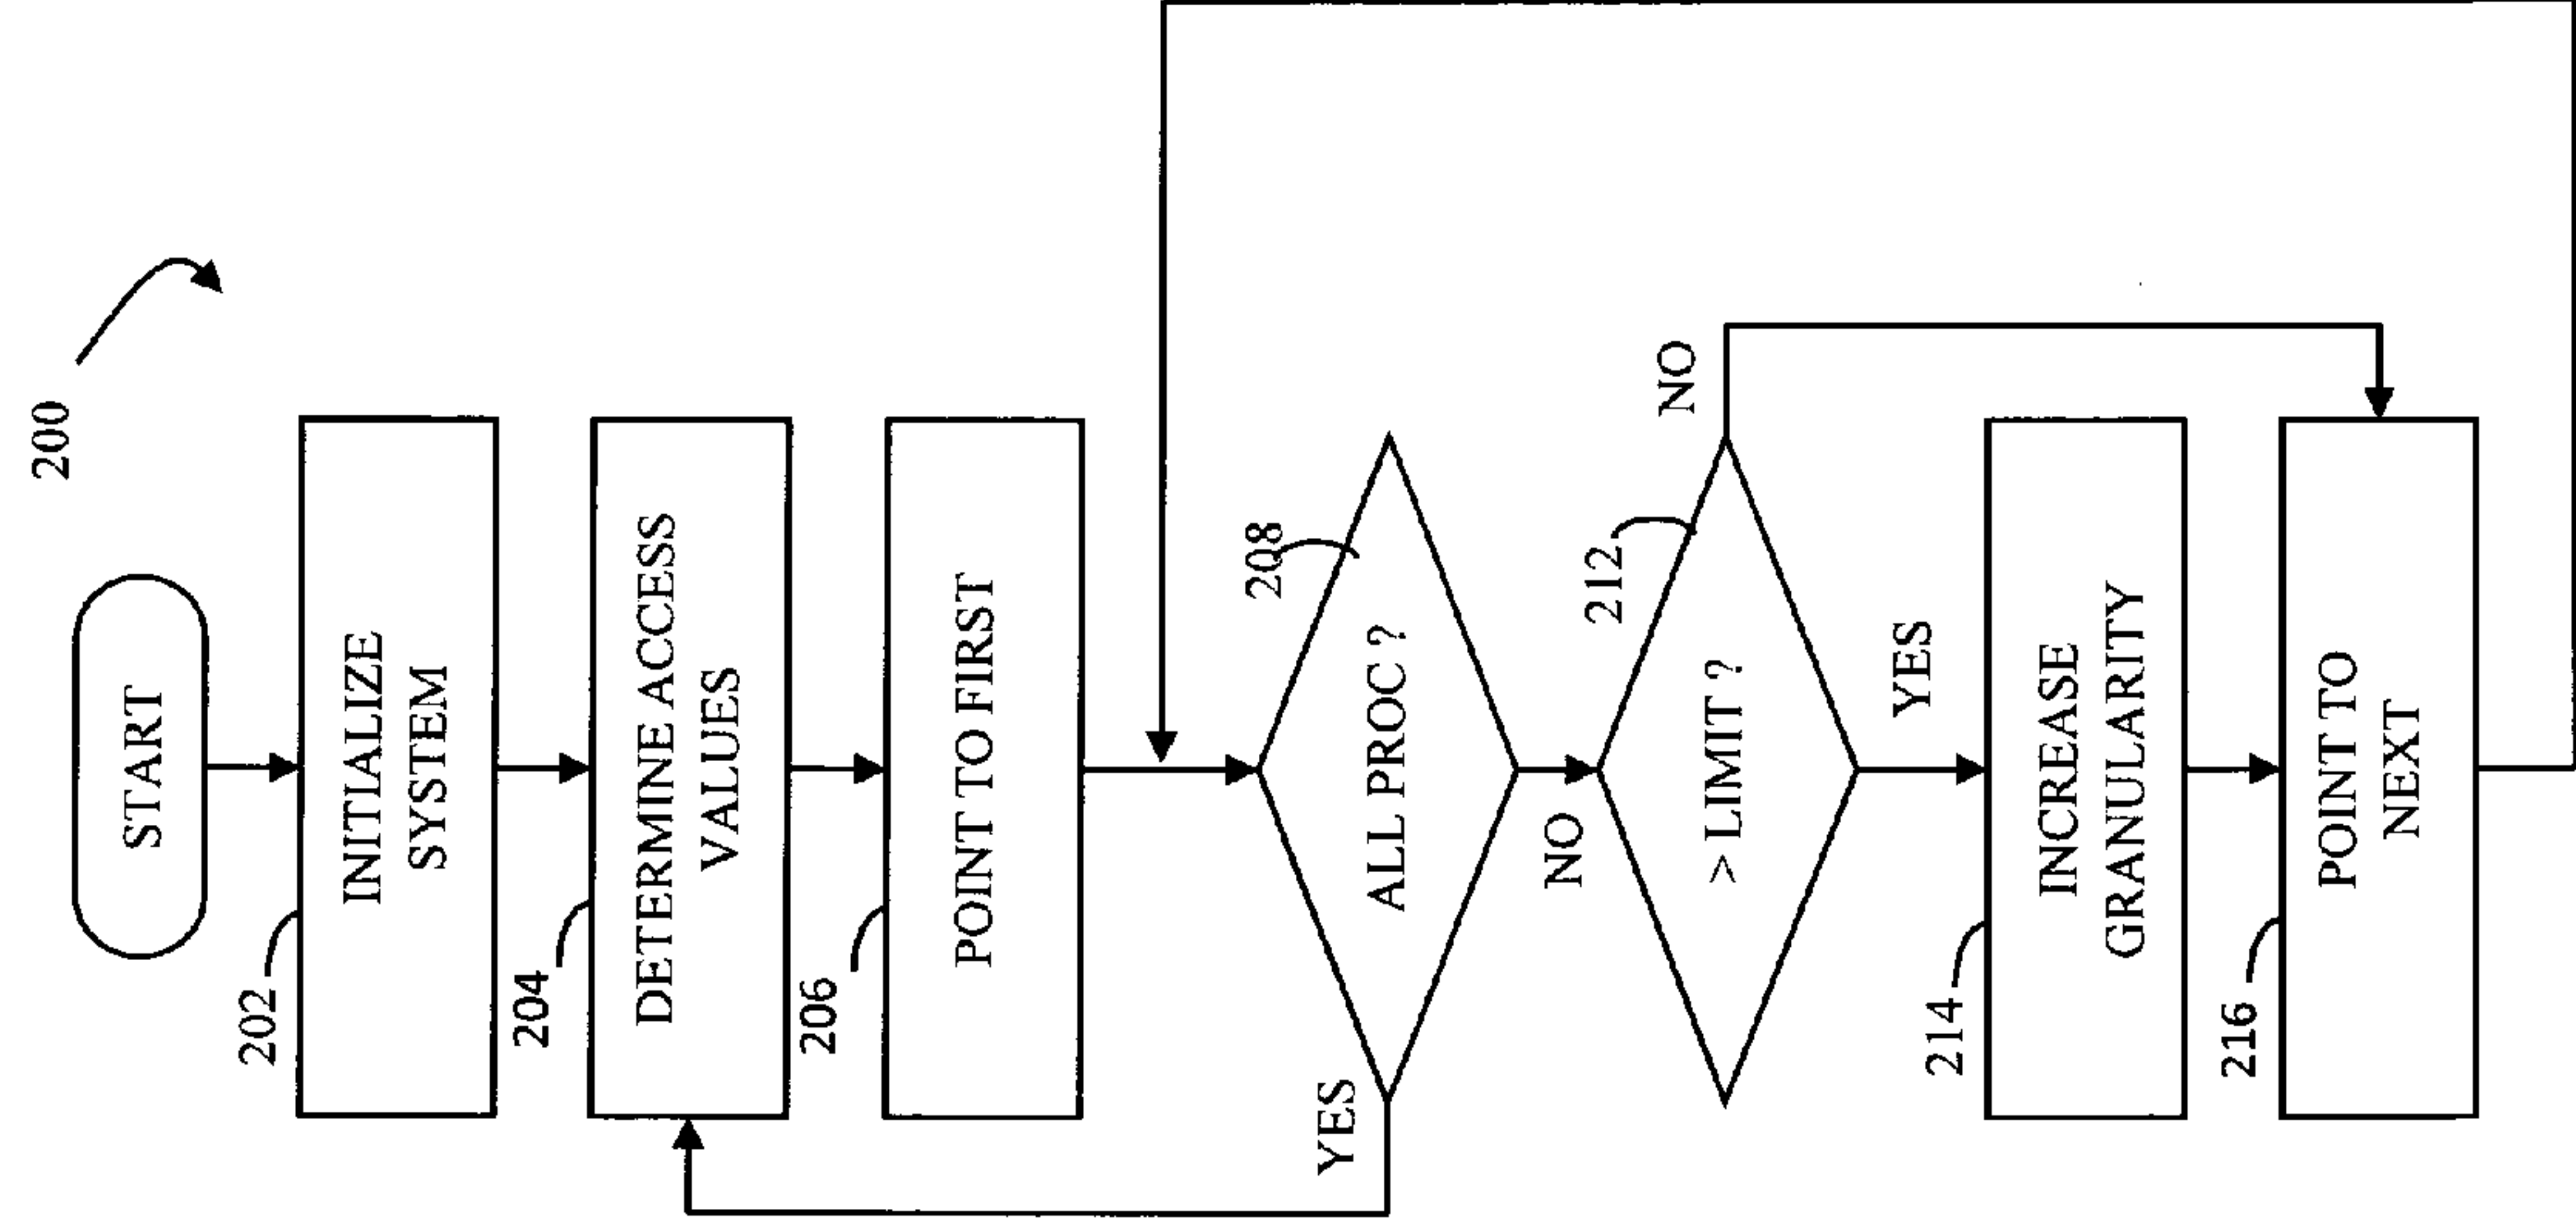 200
START
202
INITIALIZE
SYSTEM
204
DETERMINE ACCESS
VALUES
206
POINT TO FIRST
208
ALL PROC ?
YES
NO
212
> LIMIT ?
NO
YES
214
INCREASE
GRANULARITY
216
POINT TO
NEXT